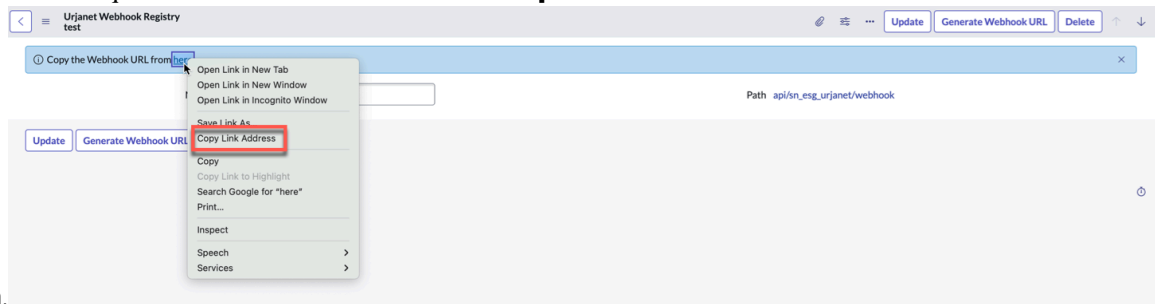 Urjanet Webhook Registry
test
Update Generate Webhook URL Delete
Copy the Webhook URL from here
Path api/sn_esg_urjanet/webhook
Update Generate Webhook URL
Open Link in New Tab
Open Link in New Window
Open Link in Incognito Window
Save Link As...
Copy Link Address
Copy
Copy Link to Highlight
Search Google for “here”
Print...
Inspect
Speech
Services